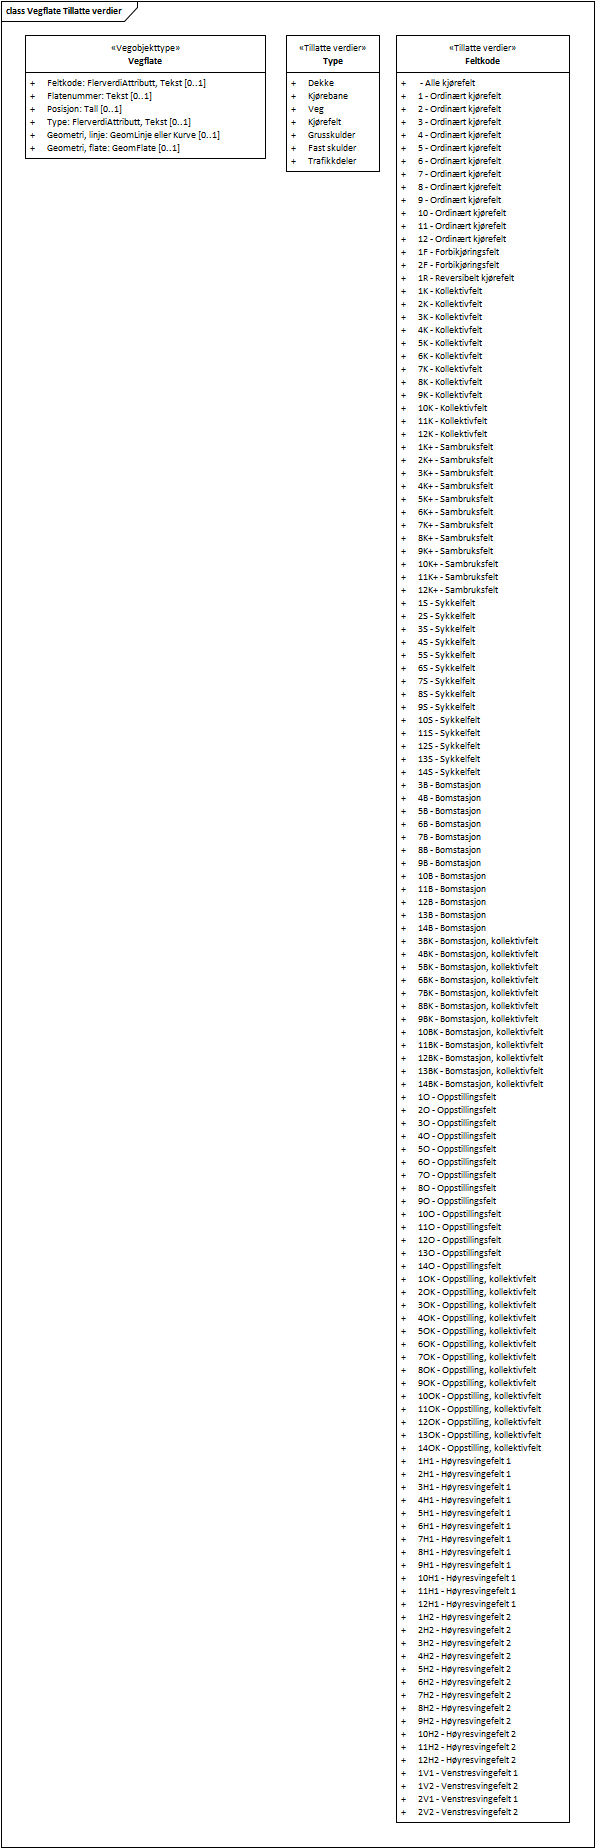 class Vegflate Tillatte verdier
«Vegobjekttype»
Vegflate
+ Feltkode: FlerverdiAttributt, Tekst [0..1]
+ Flatenummer: Tekst [0..1]
+ Posisjon: Tall [0..1]
+ Type: FlerverdiAttributt, Tekst [0..1]
+ Geometri, linje: GeomLinje eller Kurve [0..1]
+ Geometri, flate: GeomFlate [0..1]
«Tillatte verdier»
Type
+ Dekke
+ Kjørebane
+ Veg
+ Kjørefelt
+ Grusskulder
+ Fast skulder
+ Trafikkdeler
«Tillatte verdier»
Feltkode
+ - Alle kjørefelt
+ 1 - Ordinært kjørefelt
+ 2 - Ordinært kjørefelt
+ 3 - Ordinært kjørefelt
+ 4 - Ordinært kjørefelt
+ 5 - Ordinært kjørefelt
+ 6 - Ordinært kjørefelt
+ 7 - Ordinært kjørefelt
+ 8 - Ordinært kjørefelt
+ 9 - Ordinært kjørefelt
+ 10 - Ordinært kjørefelt
+ 11 - Ordinært kjørefelt
+ 12 - Ordinært kjørefelt
+ 1F - Forbikjøringsfelt
+ 2F - Forbikjøringsfelt
+ 1R - Reversibelt kjørefelt
+ 1K - Kollektivfelt
+ 2K - Kollektivfelt
+ 3K - Kollektivfelt
+ 4K - Kollektivfelt
+ 5K - Kollektivfelt
+ 6K - Kollektivfelt
+ 7K - Kollektivfelt
+ 8K - Kollektivfelt
+ 9K - Kollektivfelt
+ 10K - Kollektivfelt
+ 11K - Kollektivfelt
+ 12K - Kollektivfelt
+ 1K+ - Sambruksfelt
+ 2K+ - Sambruksfelt
+ 3K+ - Sambruksfelt
+ 4K+ - Sambruksfelt
+ 5K+ - Sambruksfelt
+ 6K+ - Sambruksfelt
+ 7K+ - Sambruksfelt
+ 8K+ - Sambruksfelt
+ 9K+ - Sambruksfelt
+ 10K+ - Sambruksfelt
+ 11K+ - Sambruksfelt
+ 12K+ - Sambruksfelt
+ 1S - Sykkelfelt
+ 2S - Sykkelfelt
+ 3S - Sykkelfelt
+ 4S - Sykkelfelt
+ 5S - Sykkelfelt
+ 6S - Sykkelfelt
+ 7S - Sykkelfelt
+ 8S - Sykkelfelt
+ 9S - Sykkelfelt
+ 10S - Sykkelfelt
+ 11S - Sykkelfelt
+ 12S - Sykkelfelt
+ 13S - Sykkelfelt
+ 14S - Sykkelfelt
+ 3B - Bomstasjon
+ 4B - Bomstasjon
+ 5B - Bomstasjon
+ 6B - Bomstasjon
+ 7B - Bomstasjon
+ 8B - Bomstasjon
+ 9B - Bomstasjon
+ 10B - Bomstasjon
+ 11B - Bomstasjon
+ 12B - Bomstasjon
+ 13B - Bomstasjon
+ 14B - Bomstasjon
+ 3BK - Bomstasjon, kollektivfelt
+ 4BK - Bomstasjon, kollektivfelt
+ 5BK - Bomstasjon, kollektivfelt
+ 6BK - Bomstasjon, kollektivfelt
+ 7BK - Bomstasjon, kollektivfelt
+ 8BK - Bomstasjon, kollektivfelt
+ 9BK - Bomstasjon, kollektivfelt
+ 10BK - Bomstasjon, kollektivfelt
+ 11BK - Bomstasjon, kollektivfelt
+ 12BK - Bomstasjon, kollektivfelt
+ 13BK - Bomstasjon, kollektivfelt
+ 14BK - Bomstasjon, kollektivfelt
+ 1O - Oppstillingsfelt
+ 2O - Oppstillingsfelt
+ 3O - Oppstillingsfelt
+ 4O - Oppstillingsfelt
+ 5O - Oppstillingsfelt
+ 6O - Oppstillingsfelt
+ 7O - Oppstillingsfelt
+ 8O - Oppstillingsfelt
+ 9O - Oppstillingsfelt
+ 10O - Oppstillingsfelt
+ 11O - Oppstillingsfelt
+ 12O - Oppstillingsfelt
+ 13O - Oppstillingsfelt
+ 14O - Oppstillingsfelt
+ 1OK - Oppstilling, kollektivfelt
+ 2OK - Oppstilling, kollektivfelt
+ 3OK - Oppstilling, kollektivfelt
+ 4OK - Oppstilling, kollektivfelt
+ 5OK - Oppstilling, kollektivfelt
+ 6OK - Oppstilling, kollektivfelt
+ 7OK - Oppstilling, kollektivfelt
+ 8OK - Oppstilling, kollektivfelt
+ 9OK - Oppstilling, kollektivfelt
+ 10OK - Oppstilling, kollektivfelt
+ 11OK - Oppstilling, kollektivfelt
+ 12OK - Oppstilling, kollektivfelt
+ 13OK - Oppstilling, kollektivfelt
+ 14OK - Oppstilling, kollektivfelt
+ 1H1 - Høyresvingefelt 1
+ 2H1 - Høyresvingefelt 1
+ 3H1 - Høyresvingefelt 1
+ 4H1 - Høyresvingefelt 1
+ 5H1 - Høyresvingefelt 1
+ 6H1 - Høyresvingefelt 1
+ 7H1 - Høyresvingefelt 1
+ 8H1 - Høyresvingefelt 1
+ 9H1 - Høyresvingefelt 1
+ 10H1 - Høyresvingefelt 1
+ 11H1 - Høyresvingefelt 1
+ 12H1 - Høyresvingefelt 1
+ 1H2 - Høyresvingefelt 2
+ 2H2 - Høyresvingefelt 2
+ 3H2 - Høyresvingefelt 2
+ 4H2 - Høyresvingefelt 2
+ 5H2 - Høyresvingefelt 2
+ 6H2 - Høyresvingefelt 2
+ 7H2 - Høyresvingefelt 2
+ 8H2 - Høyresvingefelt 2
+ 9H2 - Høyresvingefelt 2
+ 10H2 - Høyresvingefelt 2
+ 11H2 - Høyresvingefelt 2
+ 12H2 - Høyresvingefelt 2
+ 1V1 - Venstresvingefelt 1
+ 1V2 - Venstresvingefelt 2
+ 2V1 - Venstresvingefelt 1
+ 2V2 - Venstresvingefelt 2